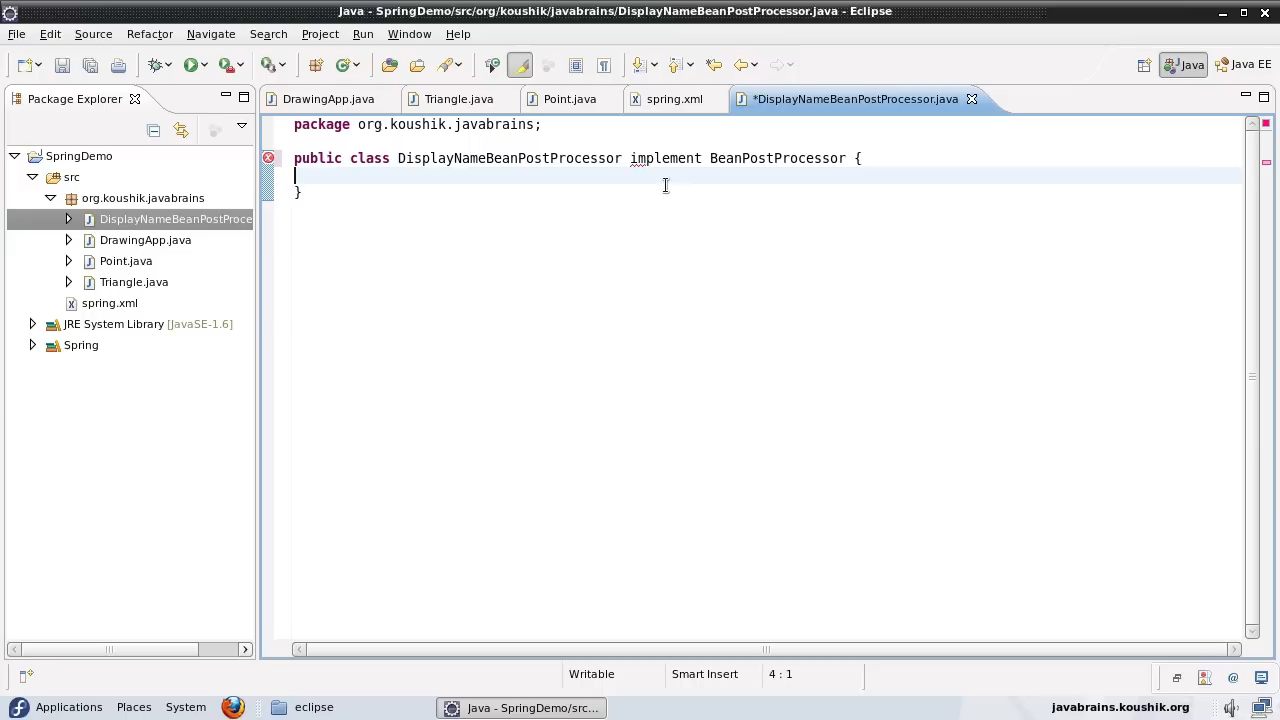 Java - SpringDemo/src/org/koushik/javabrains/DisplayNameBeanPostProcessor.java - Eclipse
File Edit Source Refactor Navigate Search Project Run Window Help
Java Java EE
Package Explorer
DrawingApp.java Triangle.java Point.java spring.xml *DisplayNameBeanPostProcessor.java
package org.koushik.javabrains;
public class DisplayNameBeanPostProcessor implement BeanPostProcessor {
}
SpringDemo
src
org.koushik.javabrains
DisplayNameBeanPostProce
DrawingApp.java
Point.java
Triangle.java
spring.xml
JRE System Library [JavaSE-1.6]
Spring
Writable Smart Insert 4 : 1
Applications Places System eclipse Java - SpringDemo/src... javabrains.koushik.org